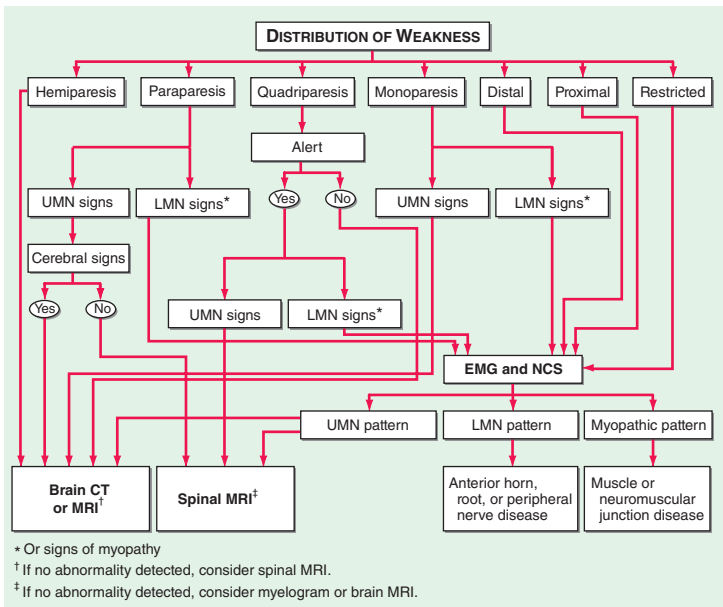 DISTRIBUTION OF WEAKNESS
Hemiparesis
Paraparesis
Quadriparesis
Monoparesis
Distal
Proximal
Restricted
Alert
UMN signs
LMN signs*
Yes
No
UMN signs
LMN signs*
Cerebral signs
Yes
No
UMN signs
LMN signs*
EMG and NCS
UMN pattern
LMN pattern
Myopathic pattern
Brain CT
or MRI†
Spinal MRI‡
Anterior horn,
root, or peripheral
nerve disease
Muscle or
neuromuscular
junction disease
* Or signs of myopathy
† If no abnormality detected, consider spinal MRI.
‡ If no abnormality detected, consider myelogram or brain MRI.